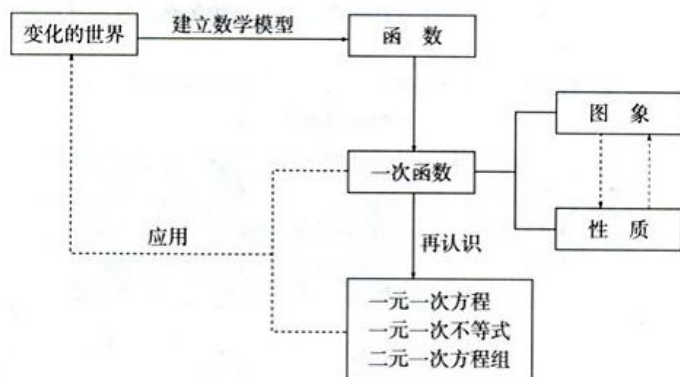 变化的世界
建立数学模型
函 数
图 象
一次函数
应用
再认识
性 质
一元一次方程
一元一次不等式
二元一次方程组